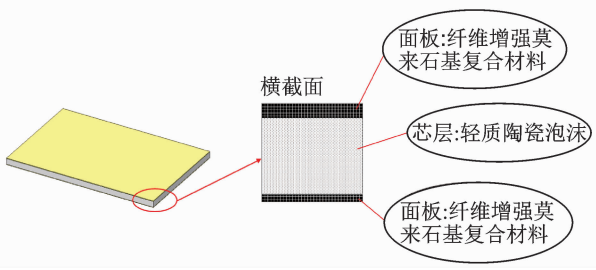 面板:纤维增强莫
来石基复合材料
横截面
芯层:轻质陶瓷泡沫
面板:纤维增强莫
来石基复合材料